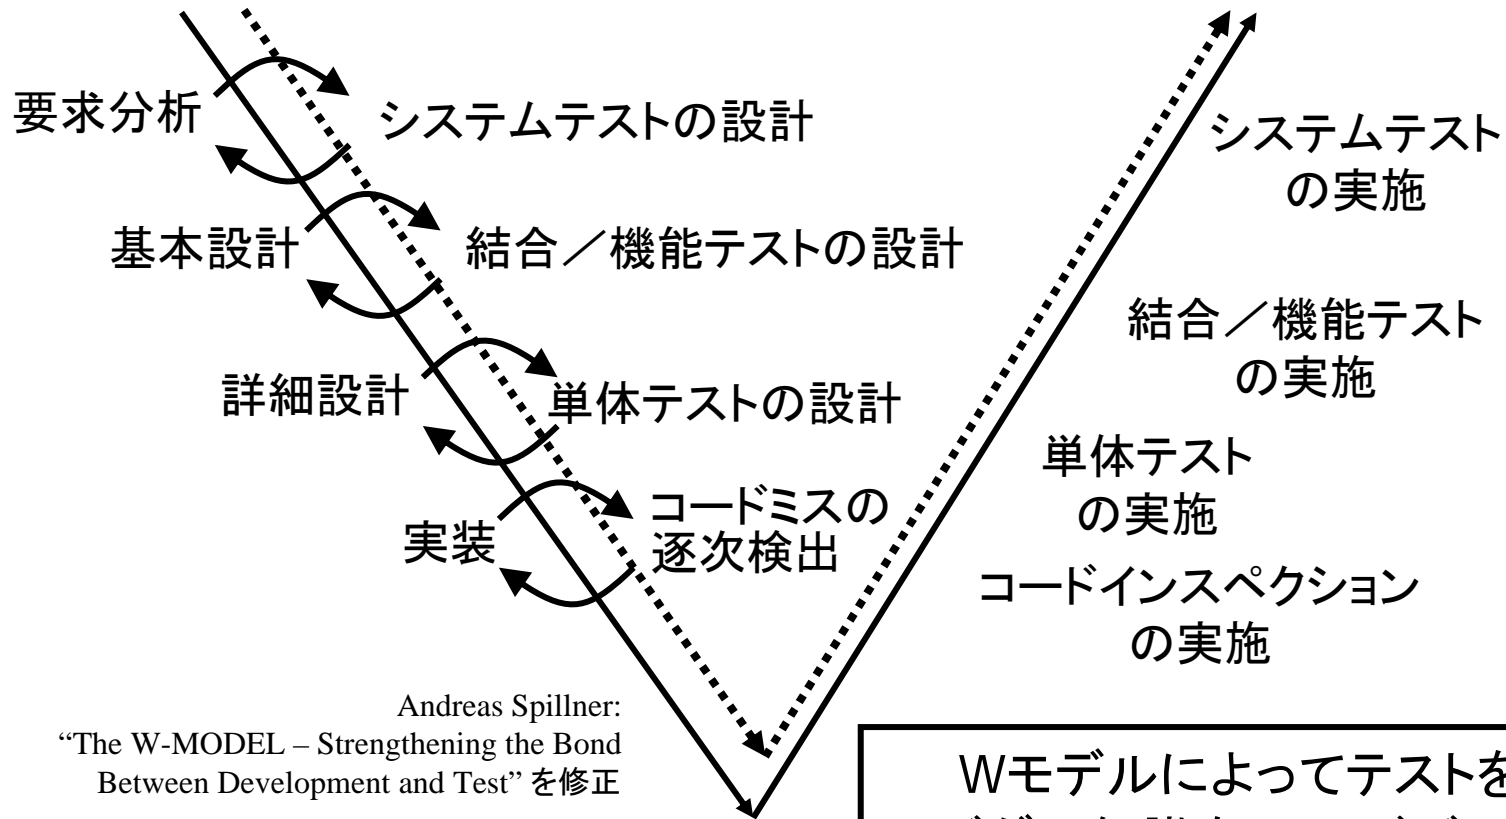 要求分析
システムテストの設計
基本設計
結合／機能テストの設計
詳細設計
単体テストの設計
実装
コードミスの
逐次検出
システムテスト
の実施
結合／機能テスト
の実施
単体テスト
の実施
コードインスペクション
の実施
Andreas Spillner:
“The W-MODEL – Strengthening the Bond
Between Development and Test” を修正
Wモデルによってテストを